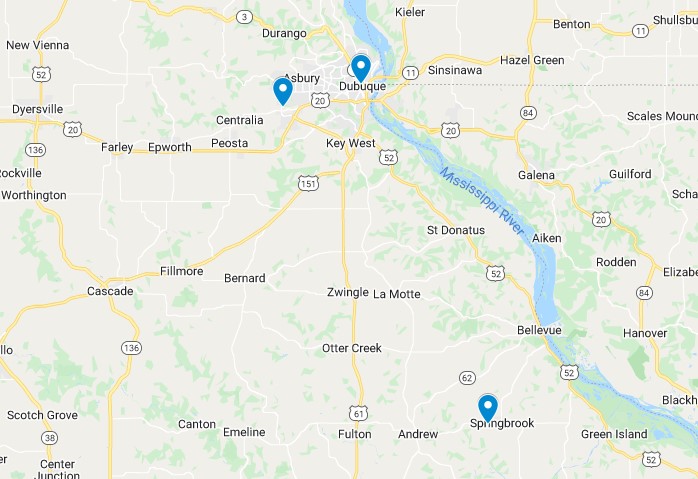 Kieler
3
Benton
Shullsbu
11
Durango
New Vienna
Hazel Green
52
Asbury
Sinsinawa
11
Dubuque
20
Dyersville
84
Centralia
Scales Mound
20
20
Farley
Epworth
Peosta
Key West
136
52
Rockville
Galena
Guilford
151
Mississippi River
Worthington
Scha
20
St Donatus
Aiken
Rodden
Fillmore
52
Elizabe
Bernard
Cascade
Zwingle
La Motte
84
Bellevue
Hanover
136
Otter Creek
llo
52
62
Blackh
Scotch Grove
61
Canton
Springbrook
Emeline
Fulton
Andrew
Green Island
38
er
Center
Junction
52